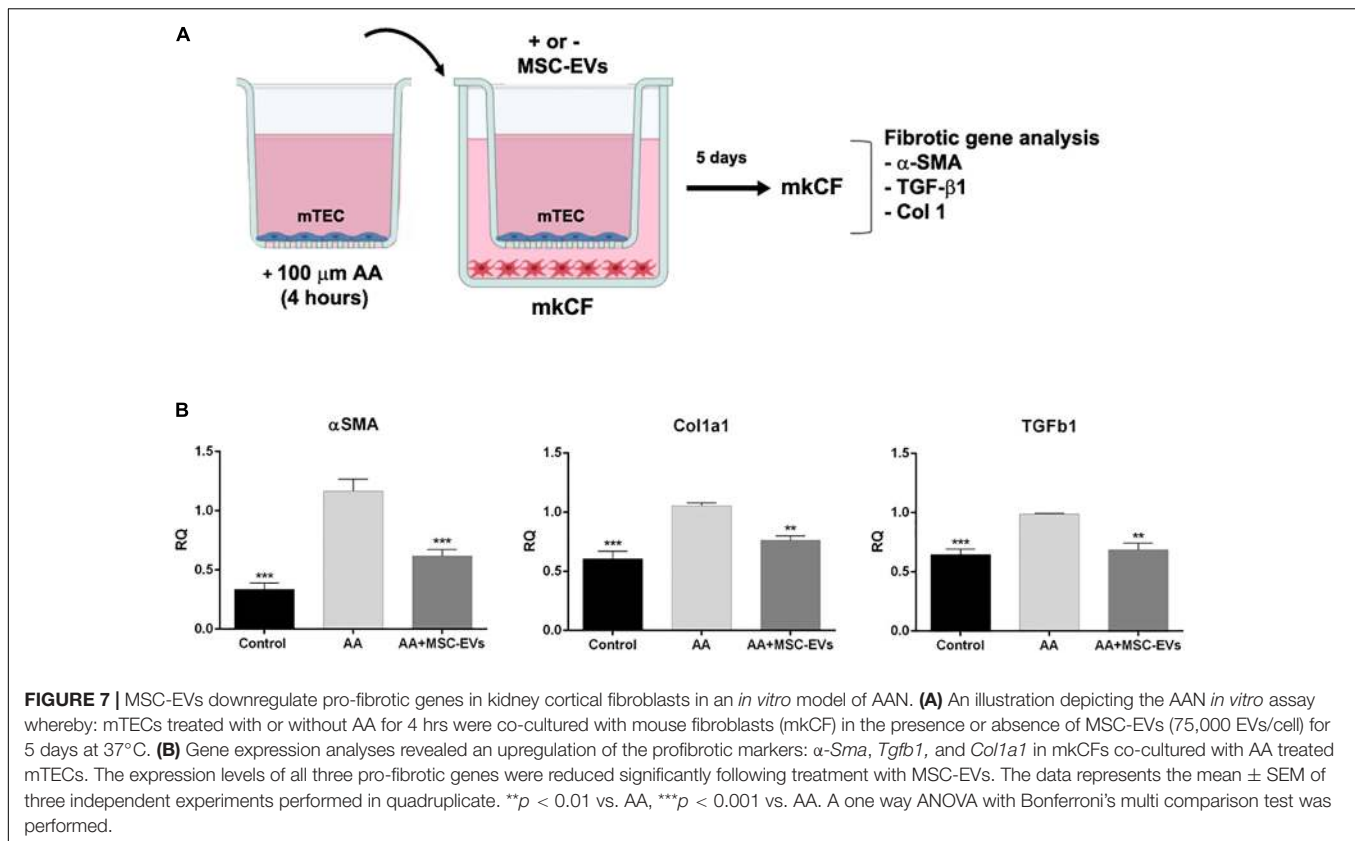 A
+ or -
MSC-EVs
mTEC
+ 100 μm AA
(4 hours)
mTEC
mkCF
5 days
mkCF
Fibrotic gene analysis
- α-SMA
- TGF-β1
- Col 1
B
αSMA
RQ
1.5
1.0
0.5
0.0
***
***
Control AA AA+MSC-EVs
Col1a1
RQ
1.5
1.0
0.5
0.0
***
**
Control AA AA+MSC-EVs
TGFb1
RQ
1.5
1.0
0.5
0.0
***
**
Control AA AA+MSC-EVs
FIGURE 7 | MSC-EVs downregulate pro-fibrotic genes in kidney cortical fibroblasts in an in vitro model of AAN. (A) An illustration depicting the AAN in vitro assay
whereby: mTECs treated with or without AA for 4 hrs were co-cultured with mouse fibroblasts (mkCF) in the presence or absence of MSC-EVs (75,000 EVs/cell) for
5 days at 37°C. (B) Gene expression analyses revealed an upregulation of the profibrotic markers: α-Sma, Tgfb1, and Col1a1 in mkCFs co-cultured with AA treated
mTECs. The expression levels of all three pro-fibrotic genes were reduced significantly following treatment with MSC-EVs. The data represents the mean ± SEM of
three independent experiments performed in quadruplicate. **p < 0.01 vs. AA, ***p < 0.001 vs. AA. A one way ANOVA with Bonferroni's multi comparison test was
performed.